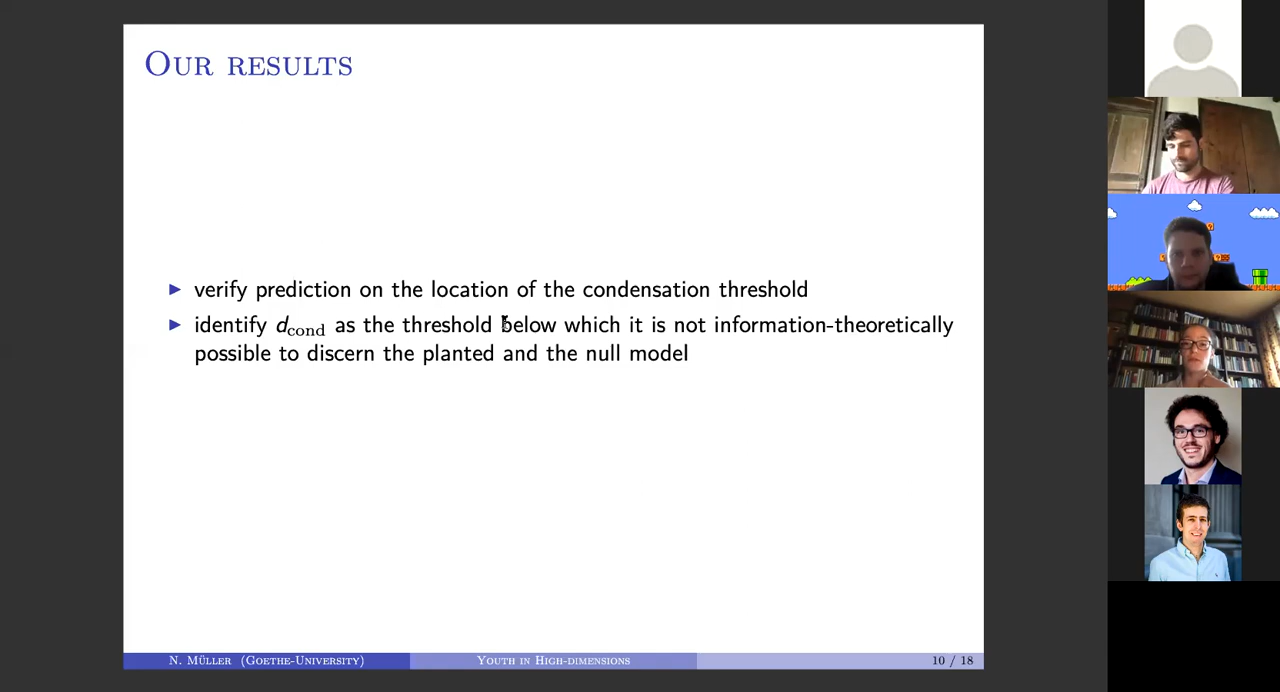 OUR RESULTS
▶ verify prediction on the location of the condensation threshold
▶ identify d_cond as the threshold below which it is not information-theoretically
possible to discern the planted and the null model
N. MÜLLER (GOETHE-UNIVERSITY)
YOUTH IN HIGH-DIMENSIONS
10 / 18